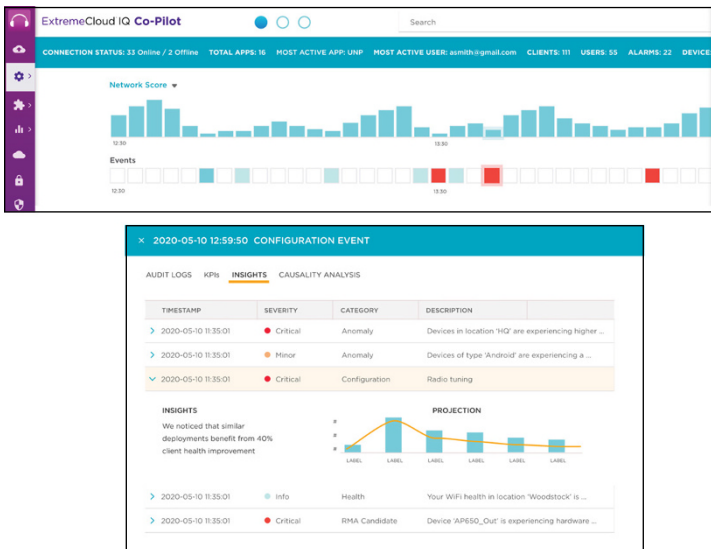 ExtremeCloud IQ Co-Pilot
Search
CONNECTION STATUS: 33 Online / 2 Offline TOTAL APPS: 16 MOST ACTIVE APP: UNP MOST ACTIVE USER: asmith@gmail.com CLIENTS: 111 USERS: 55 ALARMS: 22 DEVICE
Network Score
12:30 13:30
Events
12:30 13:30
× 2020-05-10 12:59:50 CONFIGURATION EVENT
AUDIT LOGS KPIs INSIGHTS CAUSALITY ANALYSIS
TIMESTAMP SEVERITY CATEGORY DESCRIPTION
2020-05-10 11:35:01 Critical Anomaly Devices in location 'HQ' are experiencing higher ...
2020-05-10 11:35:01 Minor Anomaly Devices of type 'Android' are experiencing a ...
2020-05-10 11:35:01 Critical Configuration Radio tuning
INSIGHTS PROJECTION
We noticed that similar
deployments benefit from 40%
client health improvement
#
#
#
LABEL LABEL LABEL LABEL LABEL LABEL
2020-05-10 11:35:01 Info Health Your WiFi health in location 'Woodstock' is ...
2020-05-10 11:35:01 Critical RMA Candidate Device 'AP650_Out' is experiencing hardware ...